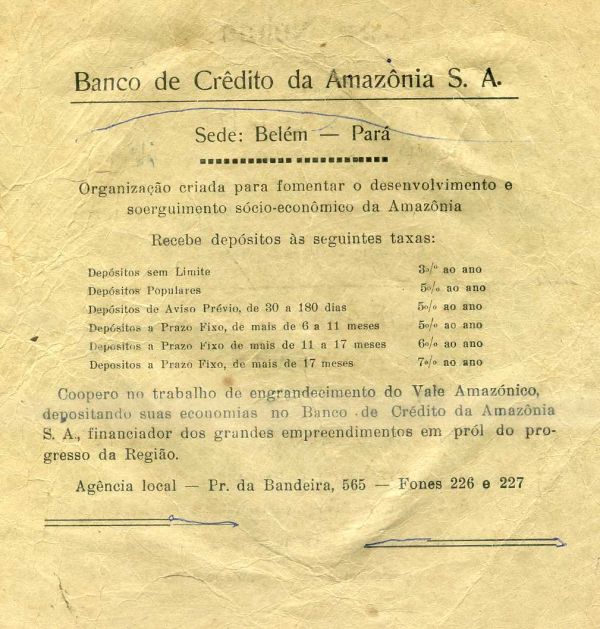 Banco de Crêdito da Amazônia S. A.
Sede: Belém — Pará
Organização criada para fomentar o desenvolvimento e
soerguimento sócio-econômico da Amazônia
Recebe depósitos às seguintes taxas:
Depósitos sem Limite 3% ao ano
Depósitos Populares 5% ao ano
Depósitos de Aviso Prévio, de 30 a 180 dias 5% ao ano
Depósitos a Prazo Fixo, de mais de 6 a 11 meses 5% ao ano
Depositos a Prazo Fixo de mais de 11 a 17 meses 6% ao ano
Depósitos a Prazo Fixo, de mais de 17 meses 7% ao ano
Coopero no trabalho de engrandecimento do Vale Amazónico,
depositando suas economias no Banco de Crédito da Amazônia
S. A., financiador dos grandes empreendimentos em pról do pro-
gresso da Região.
Agência local — Pr. da Bandeira, 565 — Fones 226 e 227